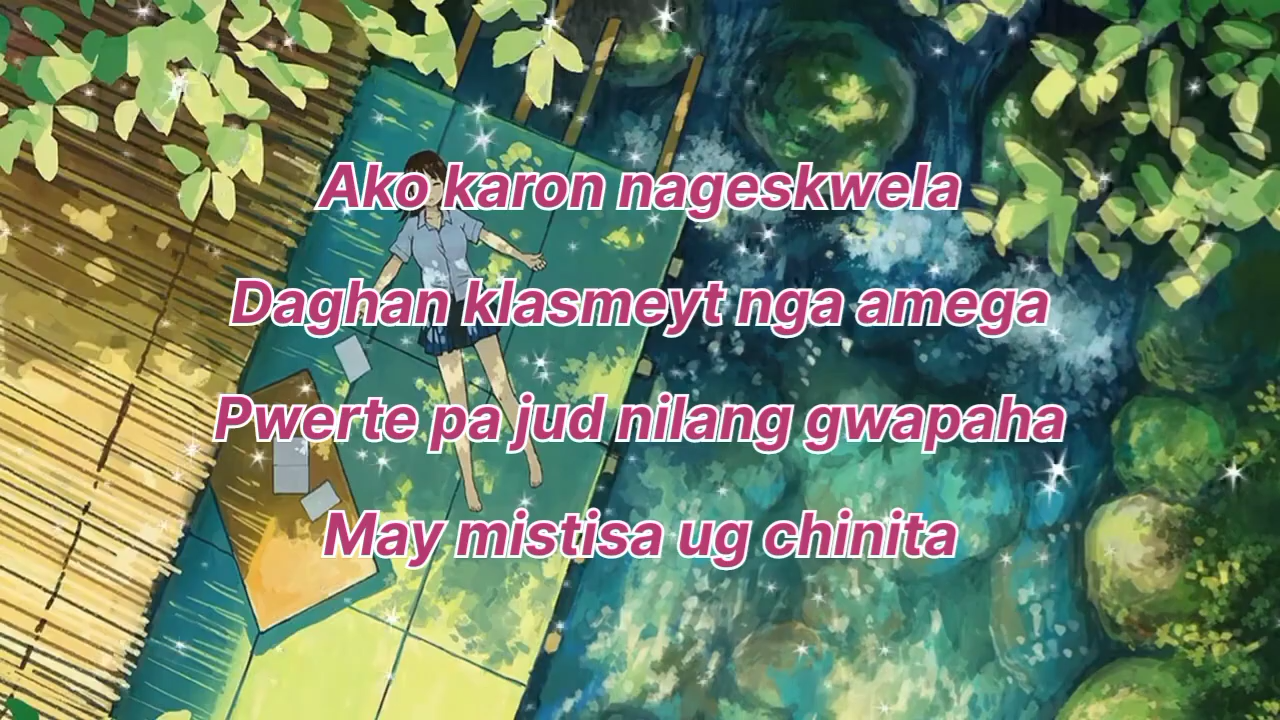 Ako karon nageskwela
Daghan klasmeyt nga amega
Pwerte pa jud nilang gwapaha
May mistisa ug chinita